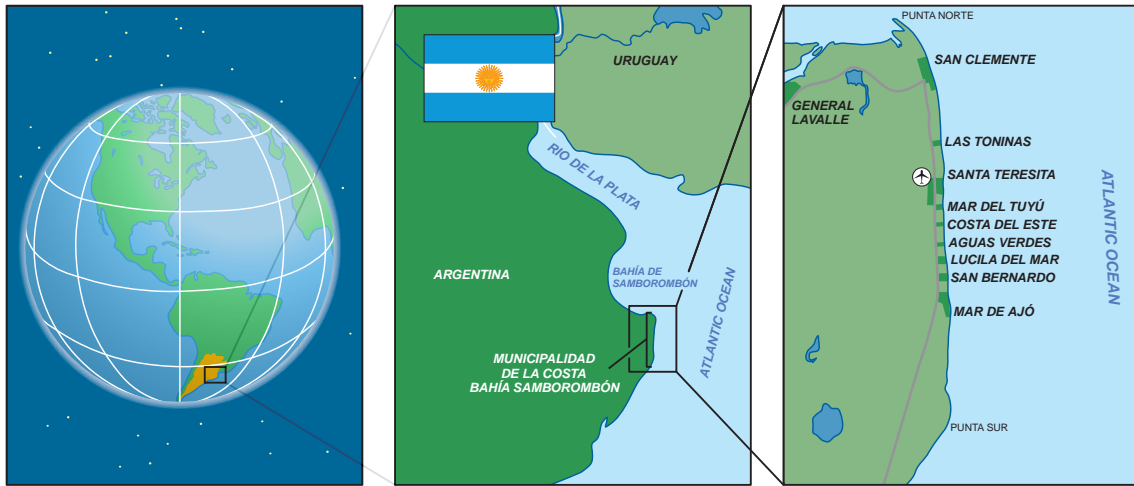 URUGUAY
RIO DE LA PLATA
ARGENTINA
BAHÍA DE
SAMBOROMBÓN
ATLANTIC OCEAN
MUNICIPALIDAD
DE LA COSTA
BAHÍA SAMBOROMBÓN
PUNTA NORTE
SAN CLEMENTE
GENERAL
LAVALLE
LAS TONINAS
SANTA TERESITA
MAR DEL TUYÚ
COSTA DEL ESTE
AGUAS VERDES
LUCILA DEL MAR
SAN BERNARDO
MAR DE AJÓ
ATLANTIC OCEAN
PUNTA SUR